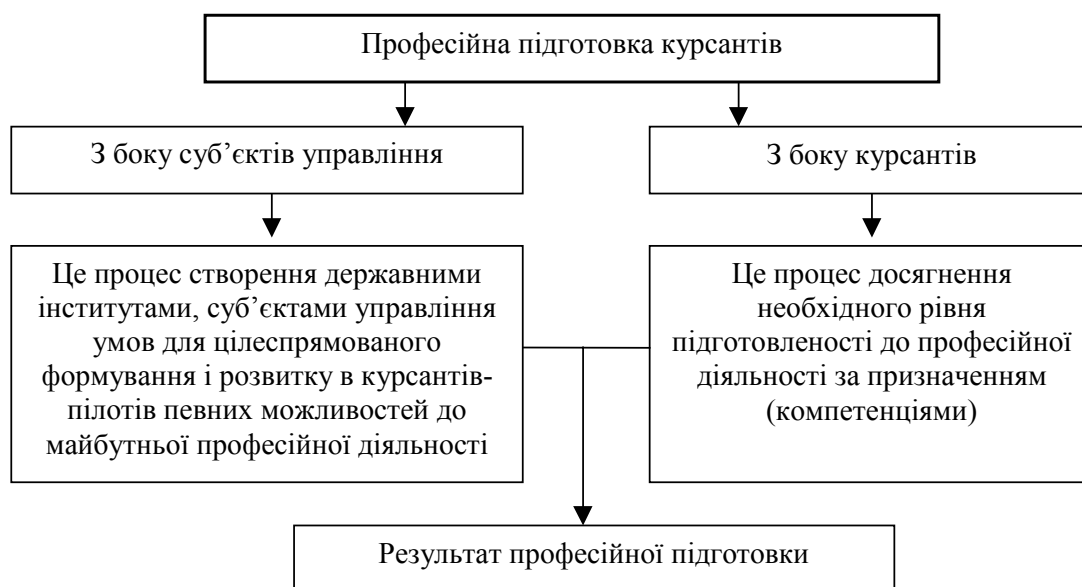 Професійна підготовка курсантів
З боку суб’єктів управління
З боку курсантів
Це процес створення державними
інститутами, суб’єктами управління
умов для цілеспрямованого
формування і розвитку в курсантів-
пілотів певних можливостей до
майбутньої професійної діяльності
Це процес досягнення
необхідного рівня
підготовленості до професійної
діяльності за призначенням
(компетенціями)
Результат професійної підготовки